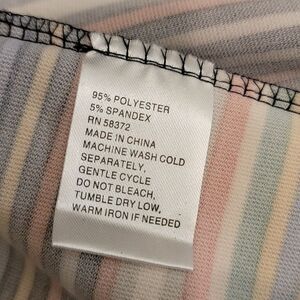 95% POLYESTER
5% SPANDEX
RN 58372
MADE IN CHINA
MACHINE WASH COLD
SEPARATELY,
GENTLE CYCLE
DO NOT BLEACH,
TUMBLE DRY LOW,
WARM IRON IF NEEDED